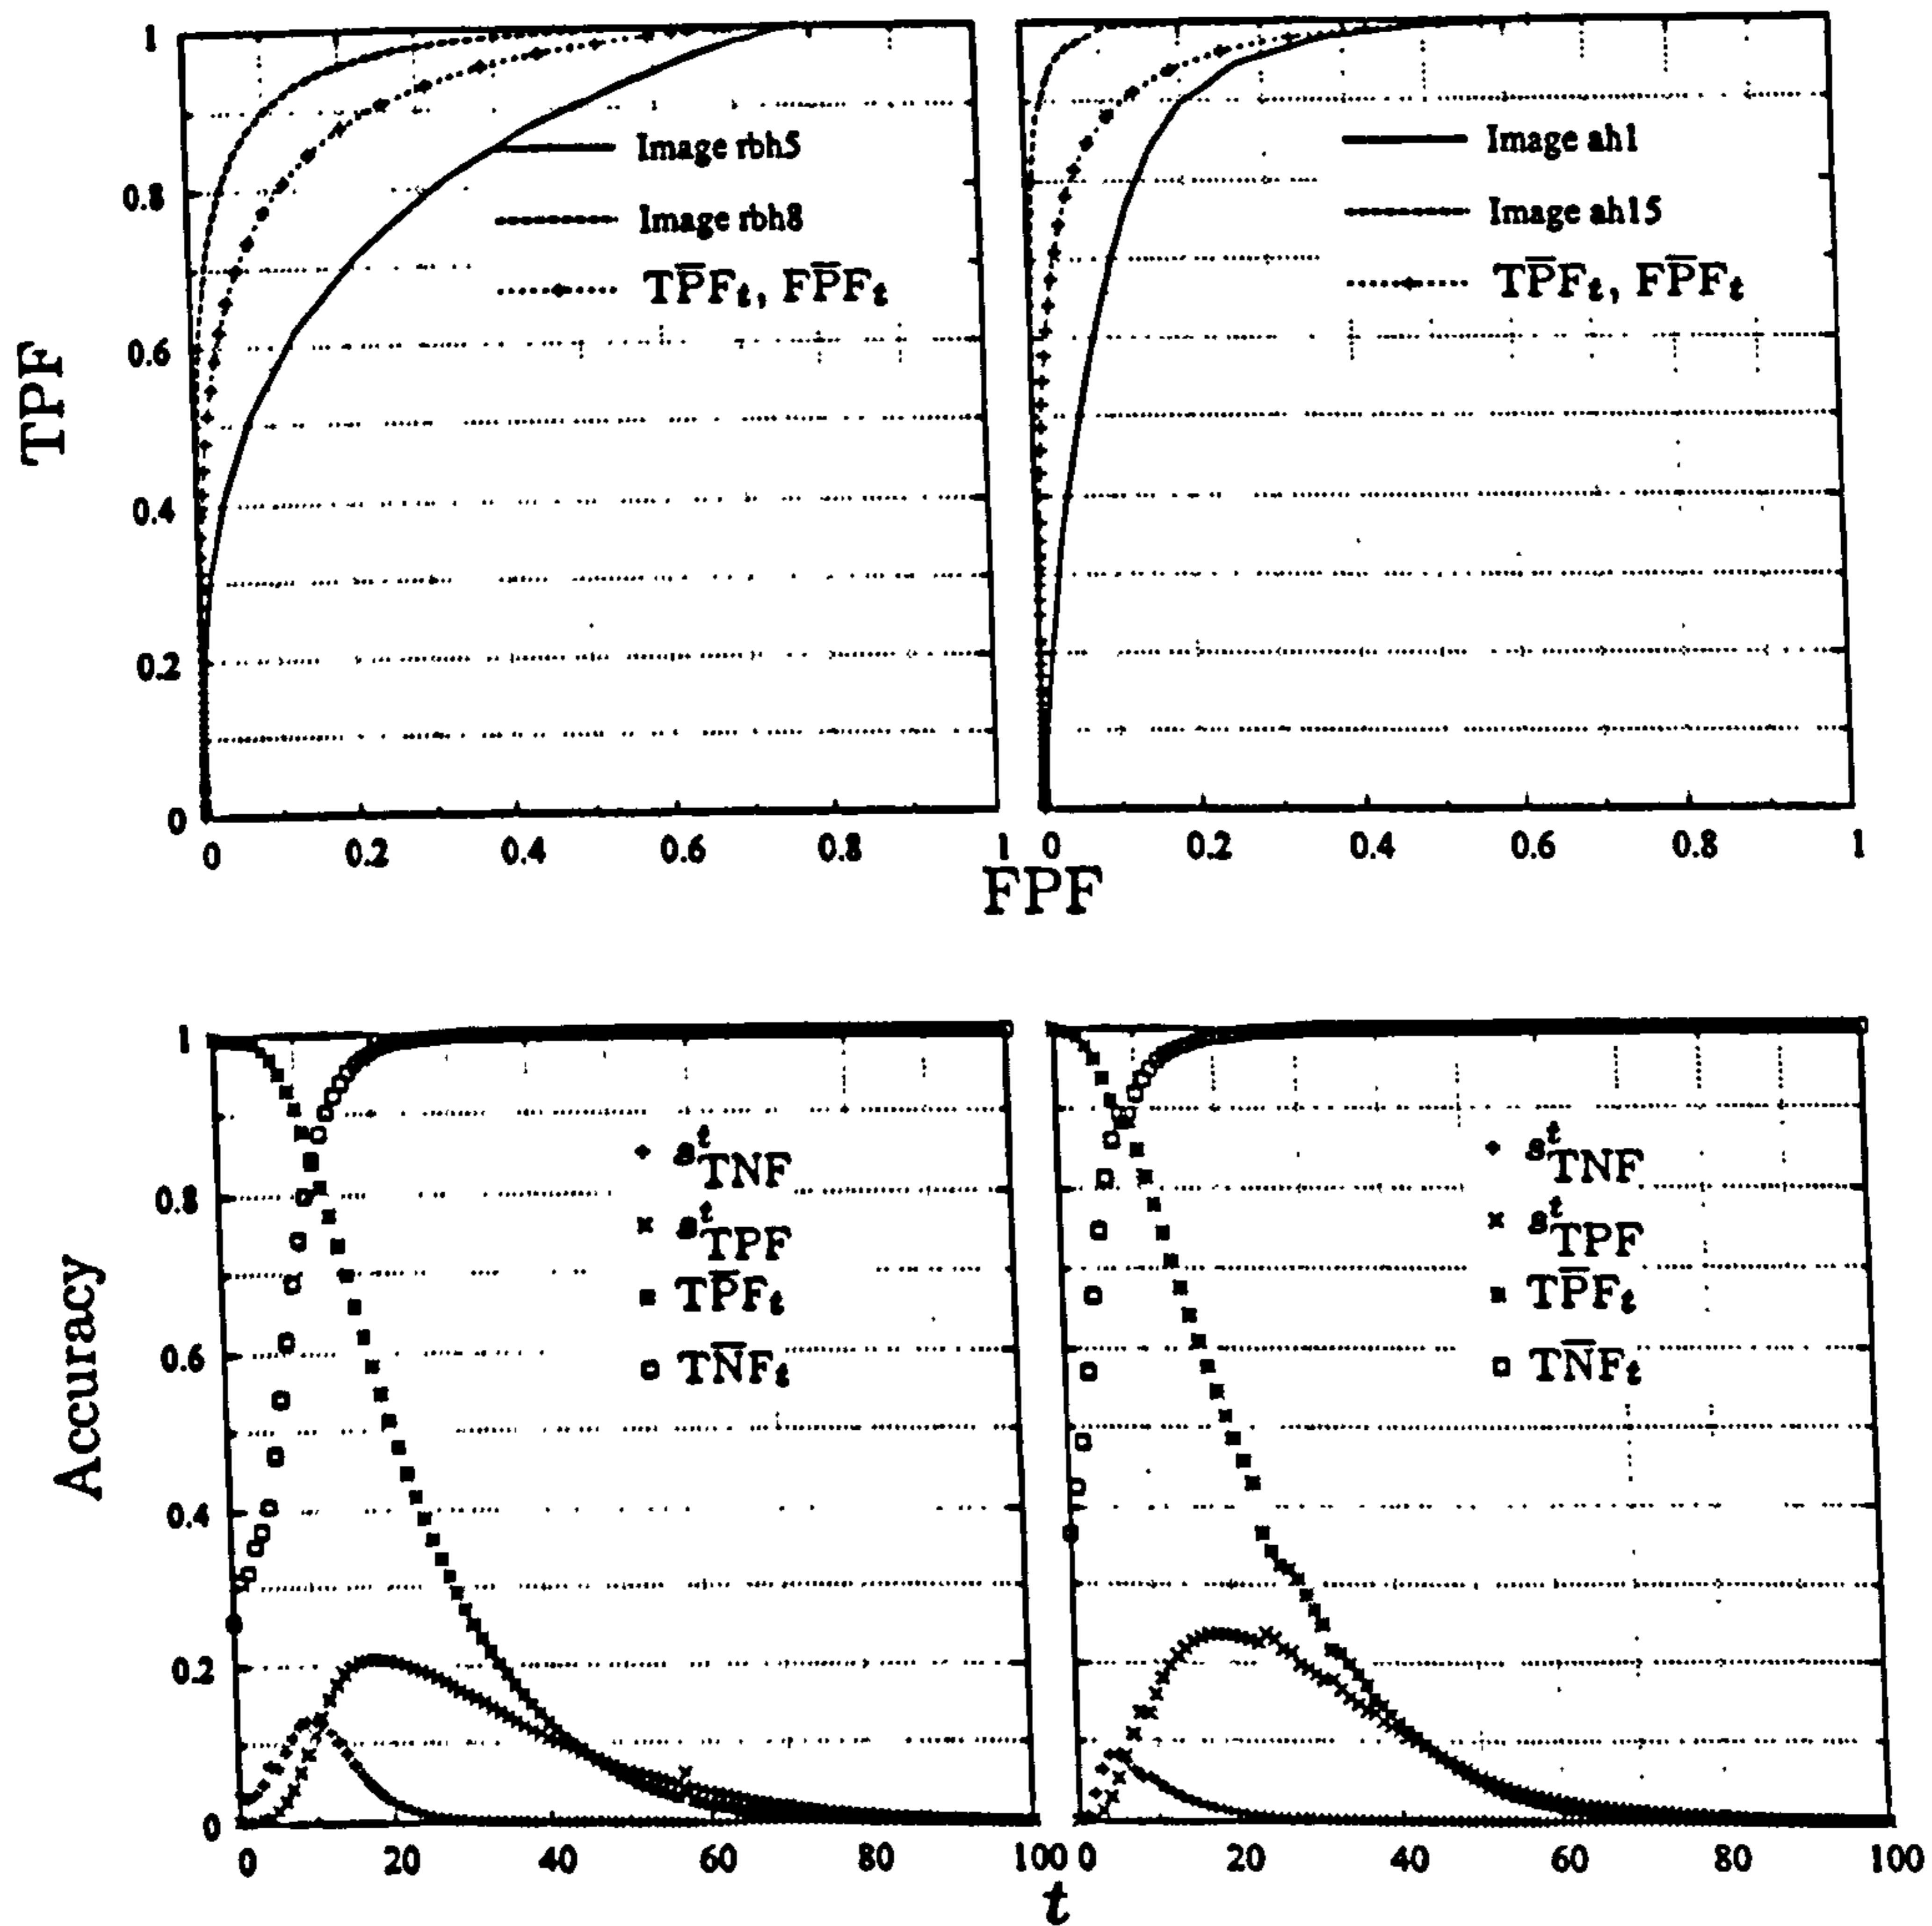 TPF
1
0.8
0.6
0.4
0.2
0
Image rbh5
Image rbh8
TP̅Fₜ, FP̅Fₜ
0 0.2 0.4 0.6 0.8 1
Image ah1
Image ah15
TP̅Fₜ, FP̅Fₜ
0 0.2 0.4 0.6 0.8 1
FPF
Accuracy
1
0.8
0.6
0.4
0.2
0
sᵗTNF
sᵗTPF
TP̅Fₜ
TN̅Fₜ
0 20 40 60 80 100
sᵗTNF
sᵗTPF
TP̅Fₜ
TN̅Fₜ
0 20 40 60 80 100
t